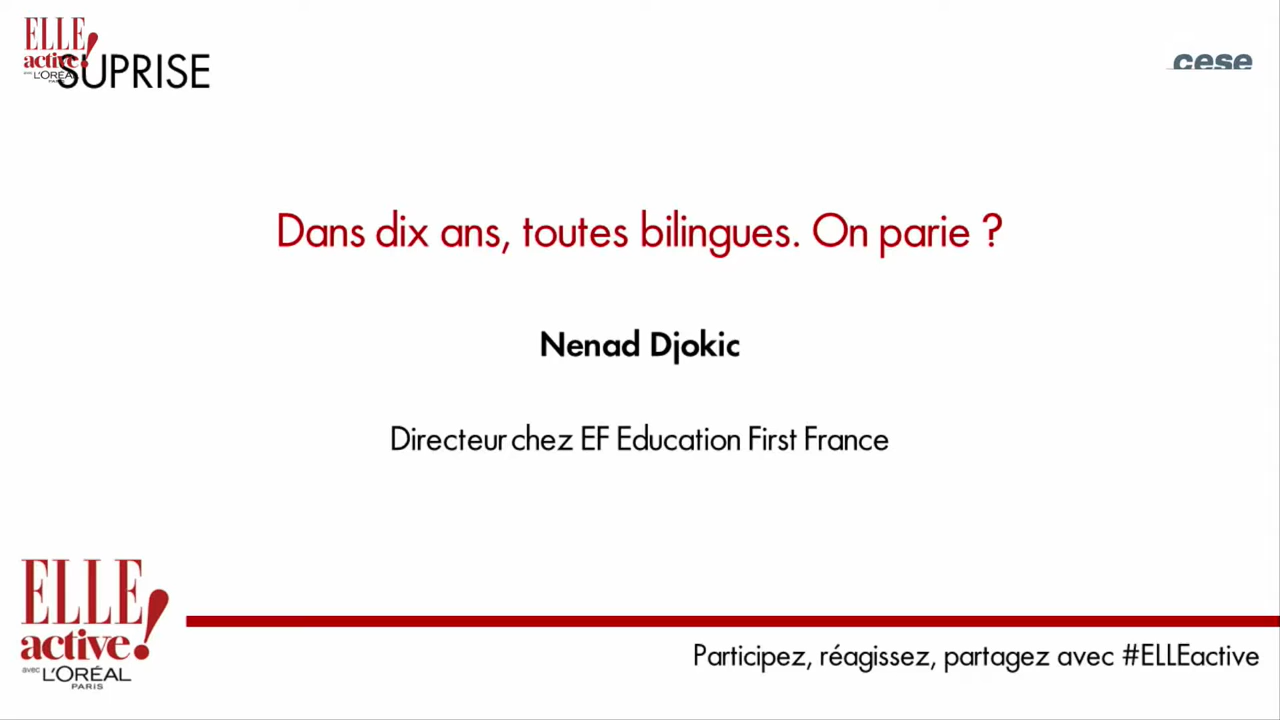 ELLE
active!
avec L'ORÉAL
PARIS
SUPRISE
cese
Dans dix ans, toutes bilingues. On parie ?
Nenad Djokic
Directeur chez EF Education First France
ELLE
active!
avec L'ORÉAL
PARIS
Participez, réagissez, partagez avec #ELLEactive